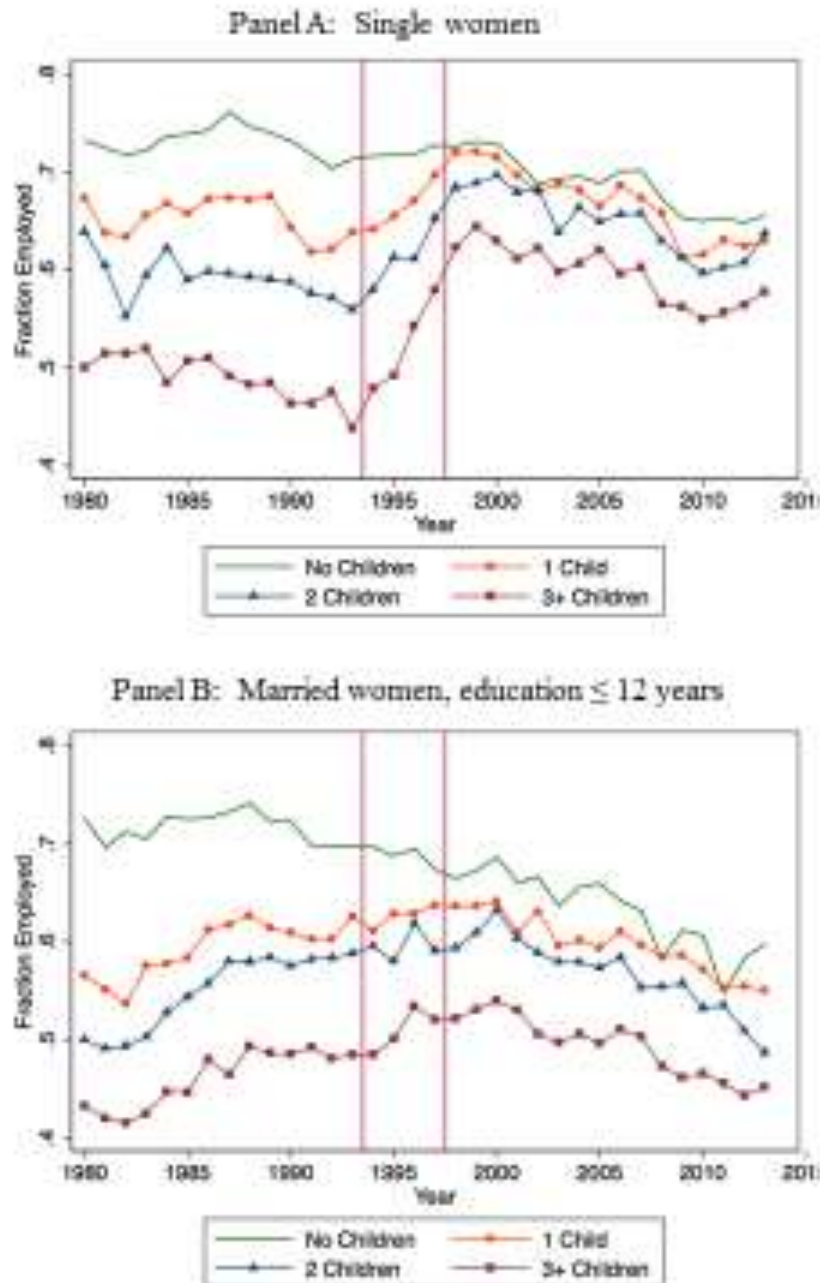 Panel A: Single women
.8
.7
.6
.5
.4
Fraction Employed
1980 1985 1990 1995 2000 2005 2010 201
Year
No Children 1 Child
2 Children 3+ Children
Panel B: Married women, education ≤ 12 years
.8
.7
.6
.5
.4
Fraction Employed
1980 1985 1990 1995 2000 2005 2010 201
Year
No Children 1 Child
2 Children 3+ Children